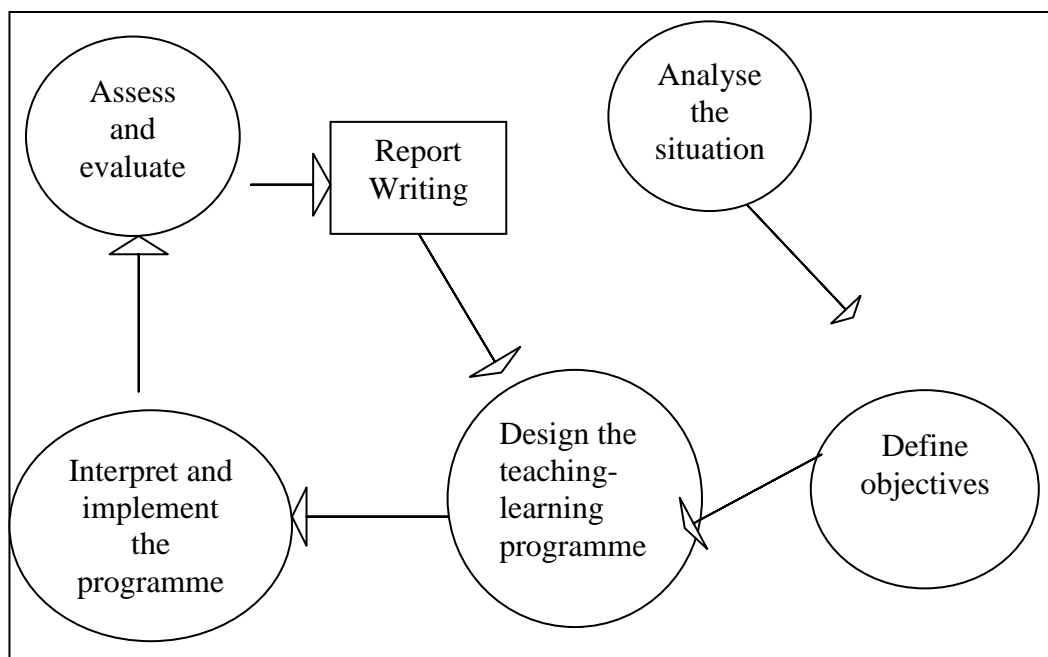 Assess
and
evaluate
Report
Writing
Analyse
the
situation
Interpret and
implement
the
programme
Design the
teaching-
learning
programme
Define
objectives